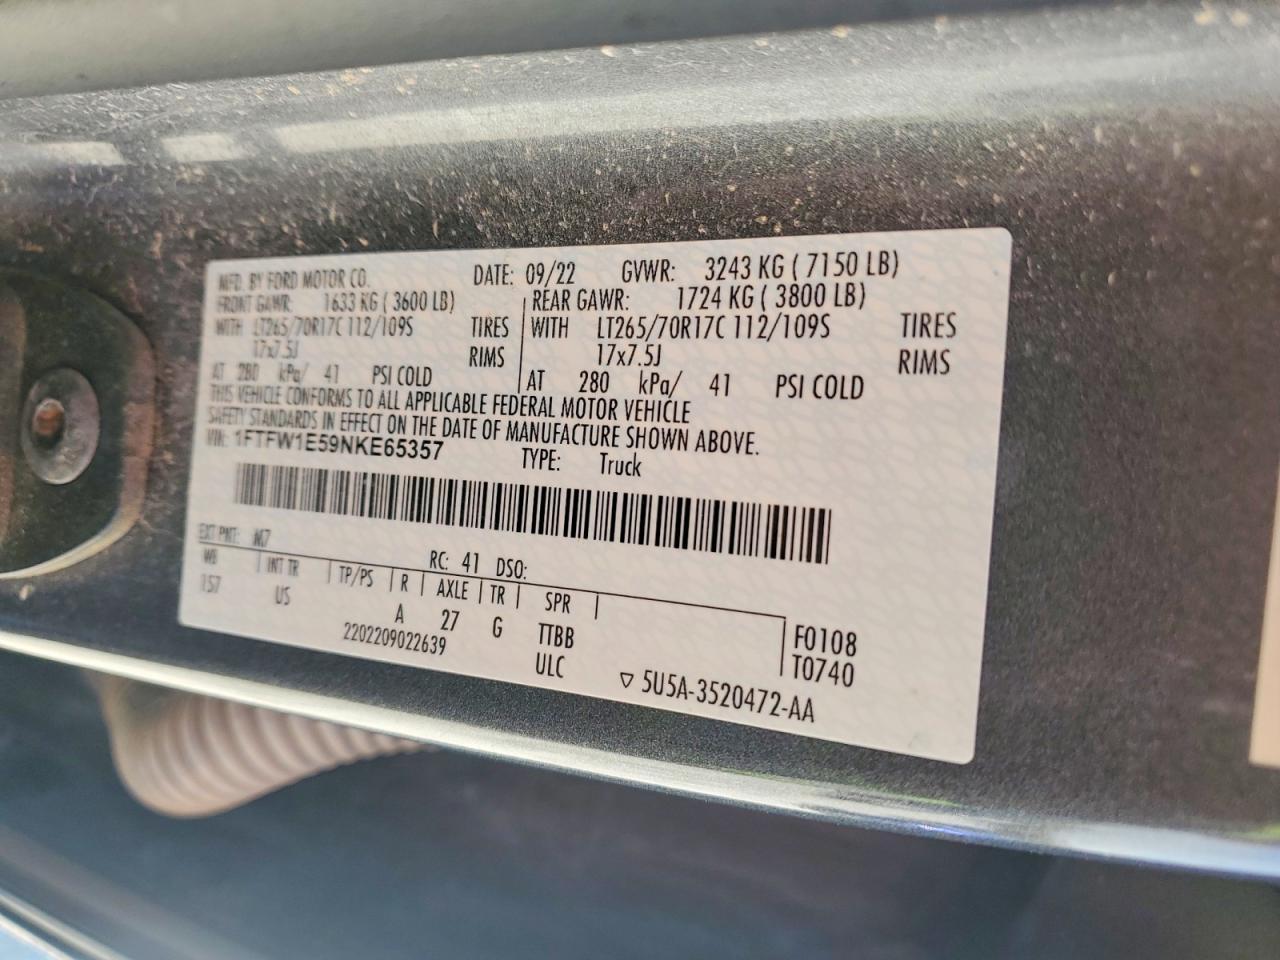 MFD. BY FORD MOTOR CO. DATE: 09/22 GVWR: 3243 KG ( 7150 LB)
FRONT GAWR: 1633 KG ( 3600 LB) REAR GAWR: 1724 KG ( 3800 LB)
WITH LT265/70R17C 112/109S TIRES WITH LT265/70R17C 112/109S TIRES
17x7.5J RIMS 17x7.5J RIMS
AT 280 kPa/ 41 PSI COLD AT 280 kPa/ 41 PSI COLD
THIS VEHICLE CONFORMS TO ALL APPLICABLE FEDERAL MOTOR VEHICLE
SAFETY STANDARDS IN EFFECT ON THE DATE OF MANUFACTURE SHOWN ABOVE.
VIN: 1FTFW1E59NKE65357 TYPE: Truck
EXT PNT: M7 RC: 41 DSO:
WB INT TR TP/PS R AXLE TR SPR
157 US A 27 G TTBB F0108
2202209022639 ULC T0740
▽ 5U5A-3520472-AA